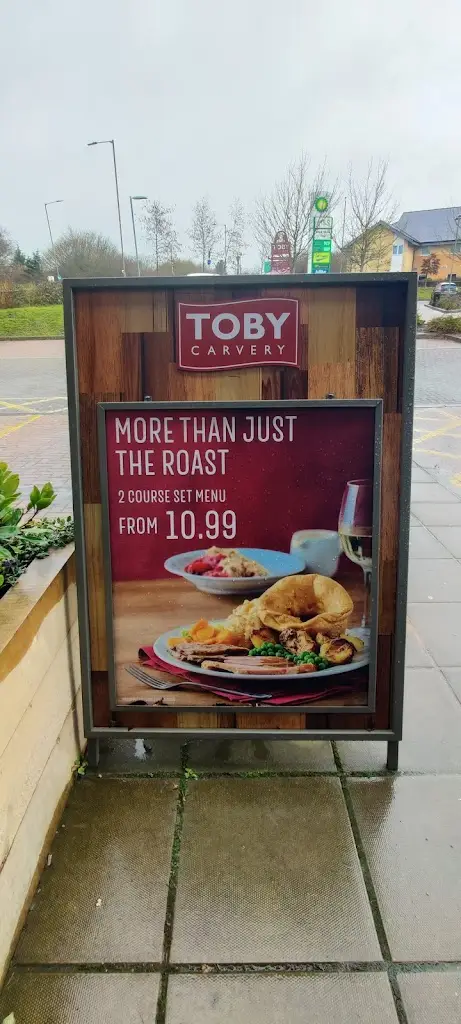 TOBY
CARVERY
MORE THAN JUST
THE ROAST
2 COURSE SET MENU
FROM 10.99